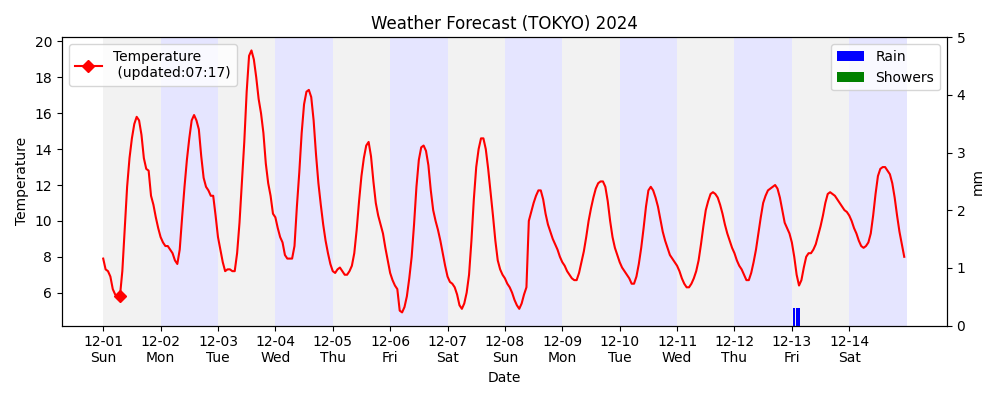 Weather Forecast (TOKYO) 2024
Temperature
(updated:07:17)
Rain
Showers
Temperature
20
18
16
14
12
10
8
6
5
4
3
2
1
0
mm
12-01 12-02 12-03 12-04 12-05 12-06 12-07 12-08 12-09 12-10 12-11 12-12 12-13 12-14
Sun Mon Tue Wed Thu Fri Sat Sun Mon Tue Wed Thu Fri Sat
Date